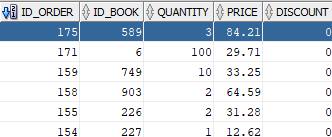 ID_ORDER ID_BOOK QUANTITY PRICE DISCOUNT
175 589 3 84.21 0
171 6 100 29.71 0
159 749 10 33.25 0
158 903 2 64.59 0
155 226 2 31.28 0
154 227 1 12.62 0